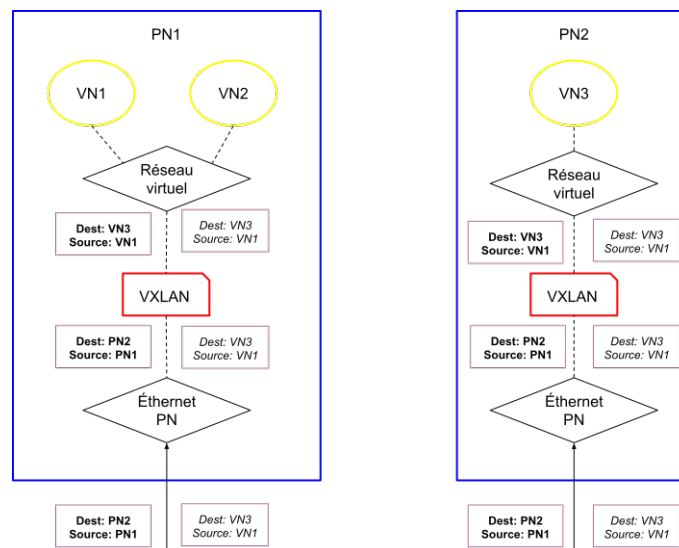 PN1
VN1
VN2
Réseau
virtuel
Dest: VN3
Source: VN1
Dest: VN3
Source: VN1
VXLAN
Dest: PN2
Source: PN1
Dest: VN3
Source: VN1
Éthernet
PN
Dest: PN2
Source: PN1
Dest: VN3
Source: VN1
PN2
VN3
Réseau
virtuel
Dest: VN3
Source: VN1
Dest: VN3
Source: VN1
VXLAN
Dest: PN2
Source: PN1
Dest: VN3
Source: VN1
Éthernet
PN
Dest: PN2
Source: PN1
Dest: VN3
Source: VN1